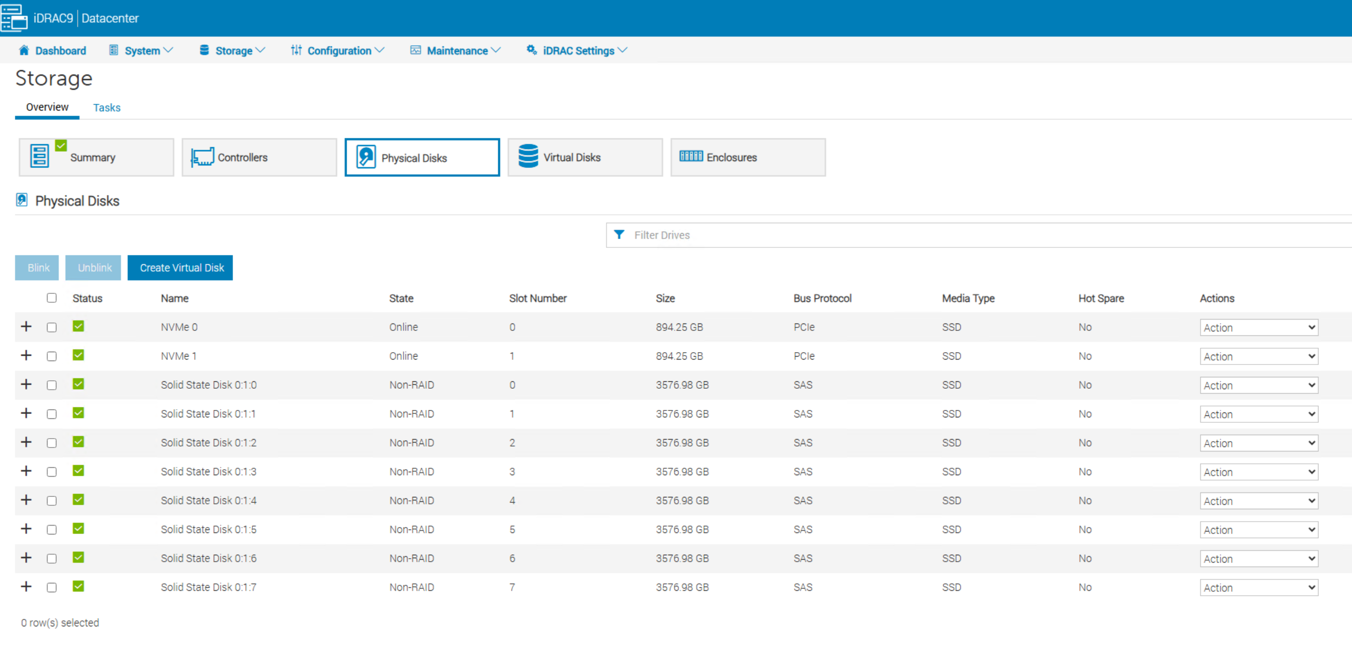 iDRAC9 | Datacenter
Dashboard System Storage Configuration Maintenance iDRAC Settings
Storage
Overview Tasks
Summary Controllers Physical Disks Virtual Disks Enclosures
Physical Disks
Filter Drives
Blink Unblink Create Virtual Disk
Status Name State Slot Number Size Bus Protocol Media Type Hot Spare Actions
+ NVMe 0 Online 0 894.25 GB PCIe SSD No Action
+ NVMe 1 Online 1 894.25 GB PCIe SSD No Action
+ Solid State Disk 0:1:0 Non-RAID 0 3576.98 GB SAS SSD No Action
+ Solid State Disk 0:1:1 Non-RAID 1 3576.98 GB SAS SSD No Action
+ Solid State Disk 0:1:2 Non-RAID 2 3576.98 GB SAS SSD No Action
+ Solid State Disk 0:1:3 Non-RAID 3 3576.98 GB SAS SSD No Action
+ Solid State Disk 0:1:4 Non-RAID 4 3576.98 GB SAS SSD No Action
+ Solid State Disk 0:1:5 Non-RAID 5 3576.98 GB SAS SSD No Action
+ Solid State Disk 0:1:6 Non-RAID 6 3576.98 GB SAS SSD No Action
+ Solid State Disk 0:1:7 Non-RAID 7 3576.98 GB SAS SSD No Action
0 row(s) selected